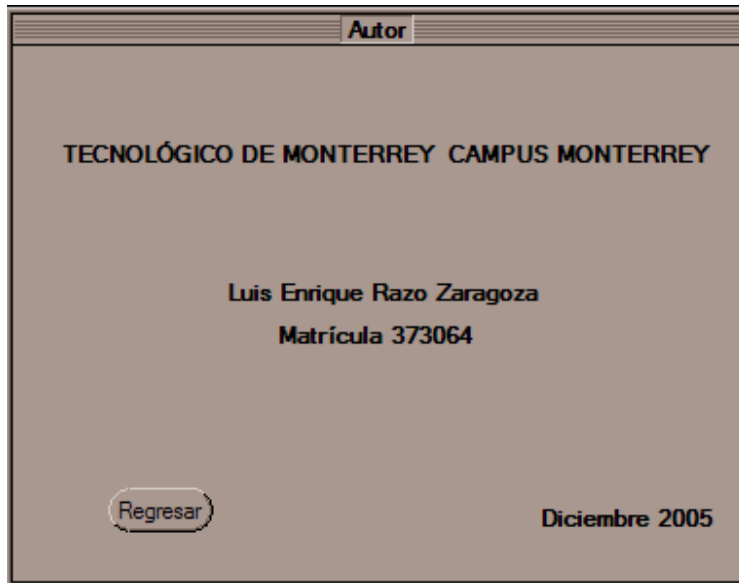 Autor
TECNOLÓGICO DE MONTERREY CAMPUS MONTERREY
Luis Enrique Razo Zaragoza
Matrícula 373064
Regresar
Diciembre 2005